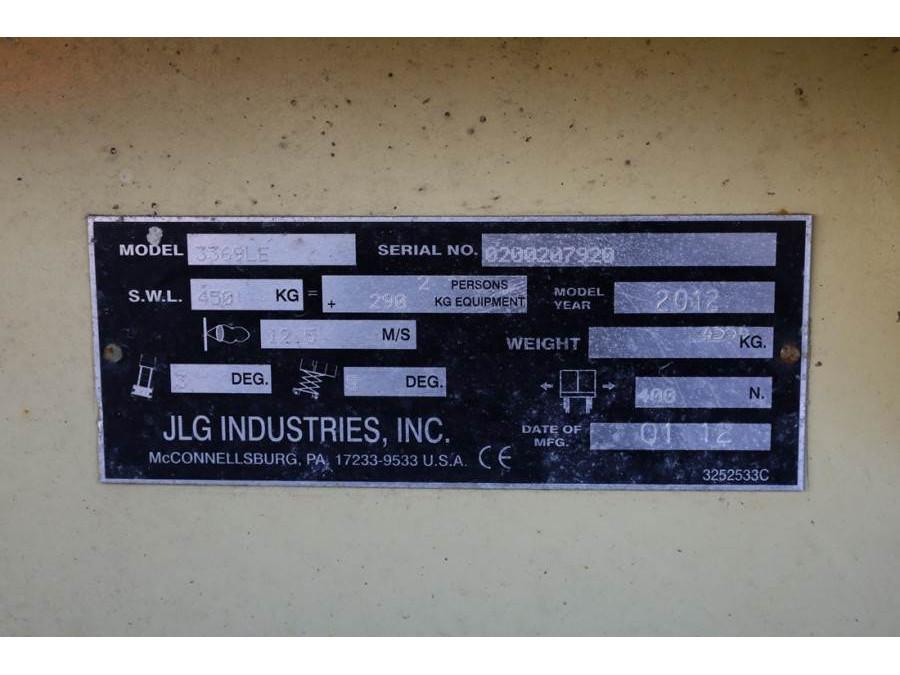 MODEL 3369LE SERIAL NO. 0200207920
S.W.L. 450 KG = 2 PERSONS + 290 KG EQUIPMENT
MODEL YEAR 2012
12.5 M/S
WEIGHT KG.
3 DEG. DEG.
400 N.
JLG INDUSTRIES, INC.
McCONNELLSBURG, PA 17233-9533 U.S.A. CE
DATE OF MFG. 01 12
3252533C